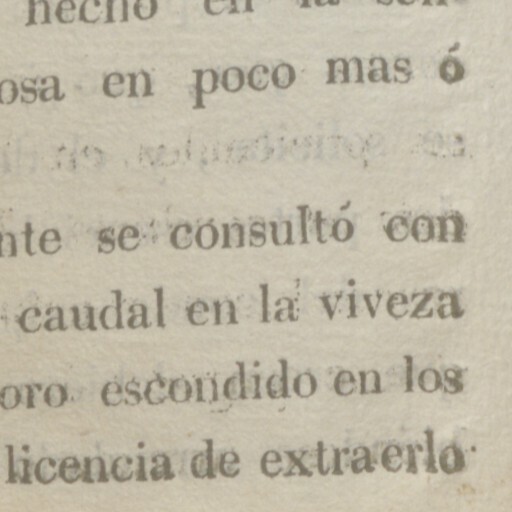 hecho en la sen
osa en poco mas ó
nte se consultó con
caudal en la viveza
oro escondido en los
licencia de extraerlo